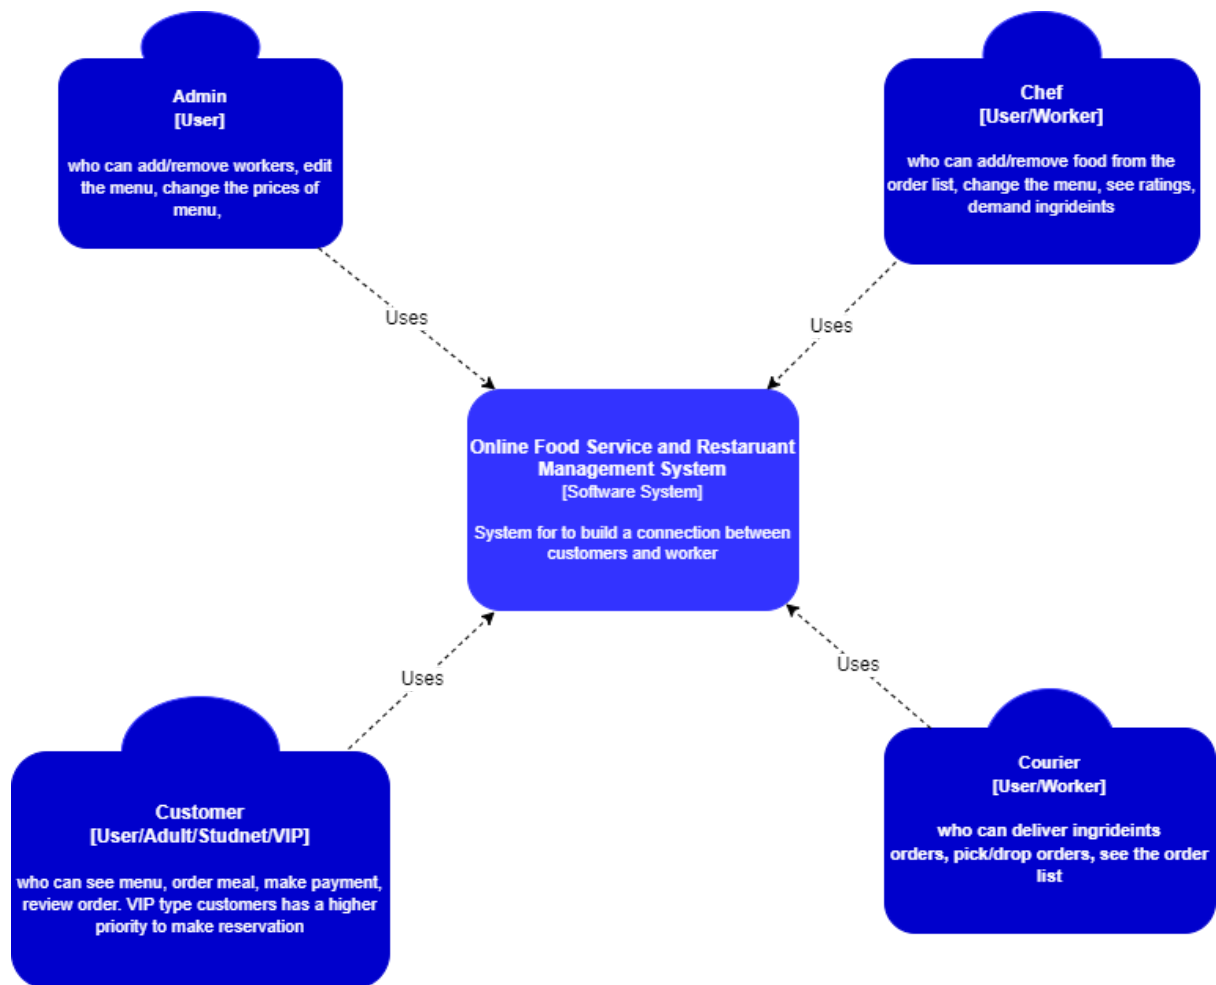 Admin
[User]
who can add/remove workers, edit
the menu, change the prices of
menu,
Chef
[User/Worker]
who can add/remove food from the
order list, change the menu, see ratings,
demand ingrideints
Uses
Uses
Online Food Service and Restaruant
Management System
[Software System]
System for to build a connection between
customers and worker
Uses
Uses
Customer
[User/Adult/Studnet/VIP]
who can see menu, order meal, make payment,
review order. VIP type customers has a higher
priority to make reservation
Courier
[User/Worker]
who can deliver ingrideints
orders, pick/drop orders, see the order
list